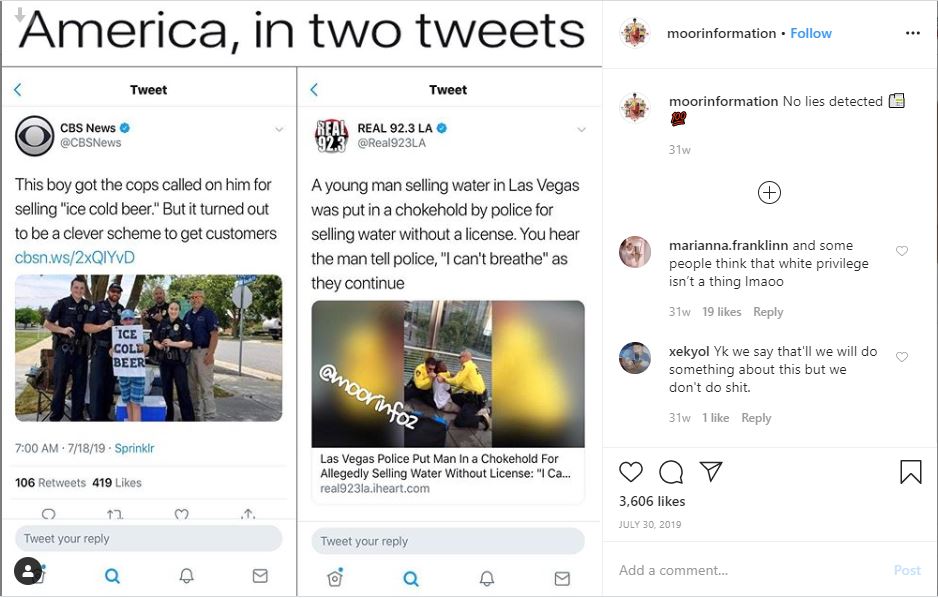 America, in two tweets
Tweet
CBS News
@CBSNews
This boy got the cops called on him for
selling "ice cold beer." But it turned out
to be a clever scheme to get customers
cbsn.ws/2xQIYvD
ICE
COLD
BEER
7:00 AM · 7/18/19 · Sprinklr
106 Retweets 419 Likes
Tweet your reply
Tweet
REAL
92.3
REAL 92.3 LA
@Real923LA
A young man selling water in Las Vegas
was put in a chokehold by police for
selling water without a license. You hear
the man tell police, "I can't breathe" as
they continue
@moorinfo2
Las Vegas Police Put Man In a Chokehold For
Allegedly Selling Water Without License: "I Ca...
real923la.iheart.com
Tweet your reply
moorinformation • Follow
moorinformation No lies detected
💯
31w
marianna.franklinn and some
people think that white privilege
isn't a thing lmaoo
31w 19 likes Reply
xekyol Yk we say that'll we will do
something about this but we
don't do shit.
31w 1 like Reply
3,606 likes
JULY 30, 2019
Add a comment... Post